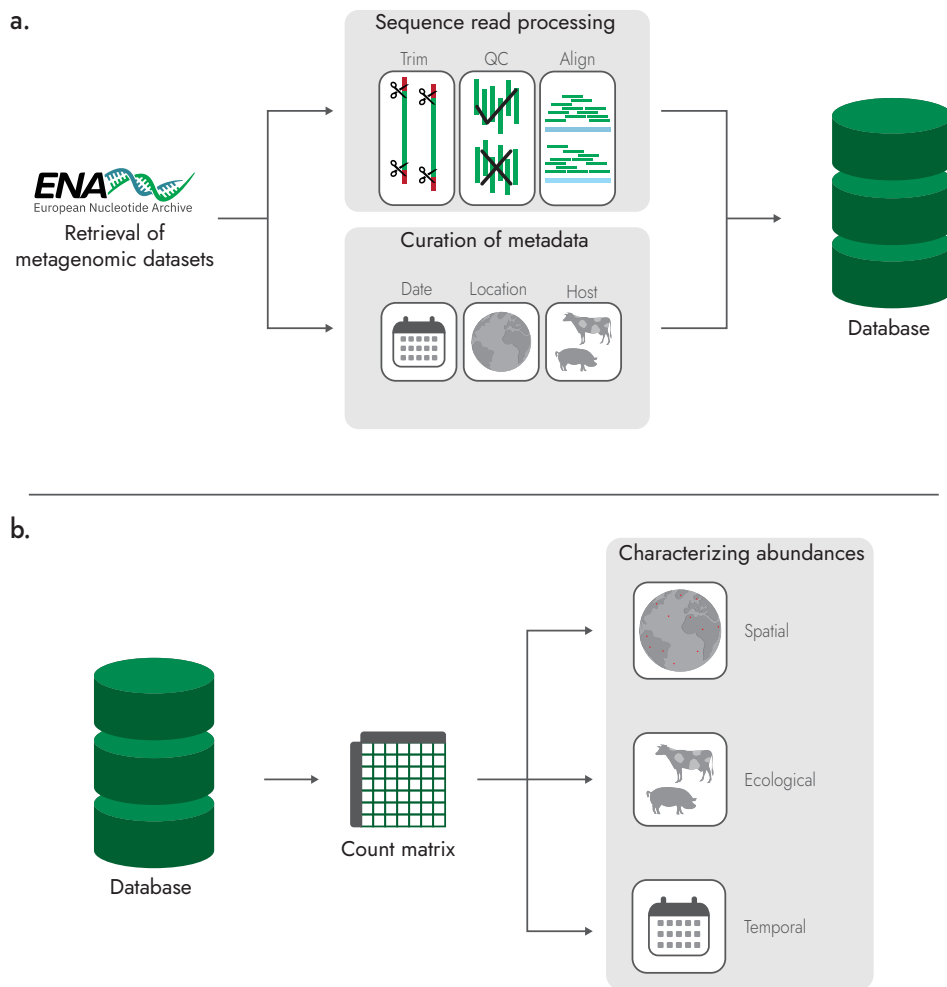 a.
Sequence read processing
Trim
QC
Align
ENA
European Nucleotide Archive
Retrieval of
metagenomic datasets
Curation of metadata
Date
Location
Host
Database
b.
Characterizing abundances
Spatial
Ecological
Temporal
Count matrix
Database